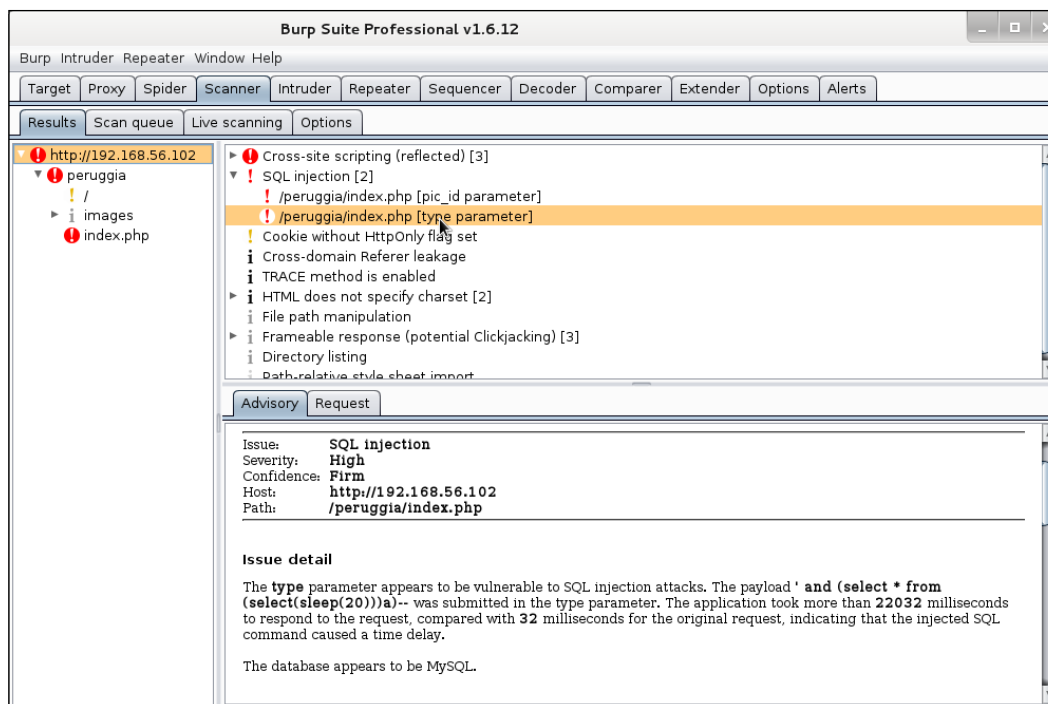 Burp Suite Professional v1.6.12
Burp Intruder Repeater Window Help
Target Proxy Spider Scanner Intruder Repeater Sequencer Decoder Comparer Extender Options Alerts
Results Scan queue Live scanning Options
http://192.168.56.102
peruggia
/
images
index.php
Cross-site scripting (reflected) [3]
SQL injection [2]
/peruggia/index.php [pic_id parameter]
/peruggia/index.php [type parameter]
Cookie without HttpOnly flag set
Cross-domain Referer leakage
TRACE method is enabled
HTML does not specify charset [2]
File path manipulation
Frameable response (potential Clickjacking) [3]
Directory listing
Path-relative style sheet import
Advisory Request
Issue: SQL injection
Severity: High
Confidence: Firm
Host: http://192.168.56.102
Path: /peruggia/index.php
Issue detail
The type parameter appears to be vulnerable to SQL injection attacks. The payload ' and (select * from
(select(sleep(20)))a)-- was submitted in the type parameter. The application took more than 22032 milliseconds
to respond to the request, compared with 32 milliseconds for the original request, indicating that the injected SQL
command caused a time delay.
The database appears to be MySQL.